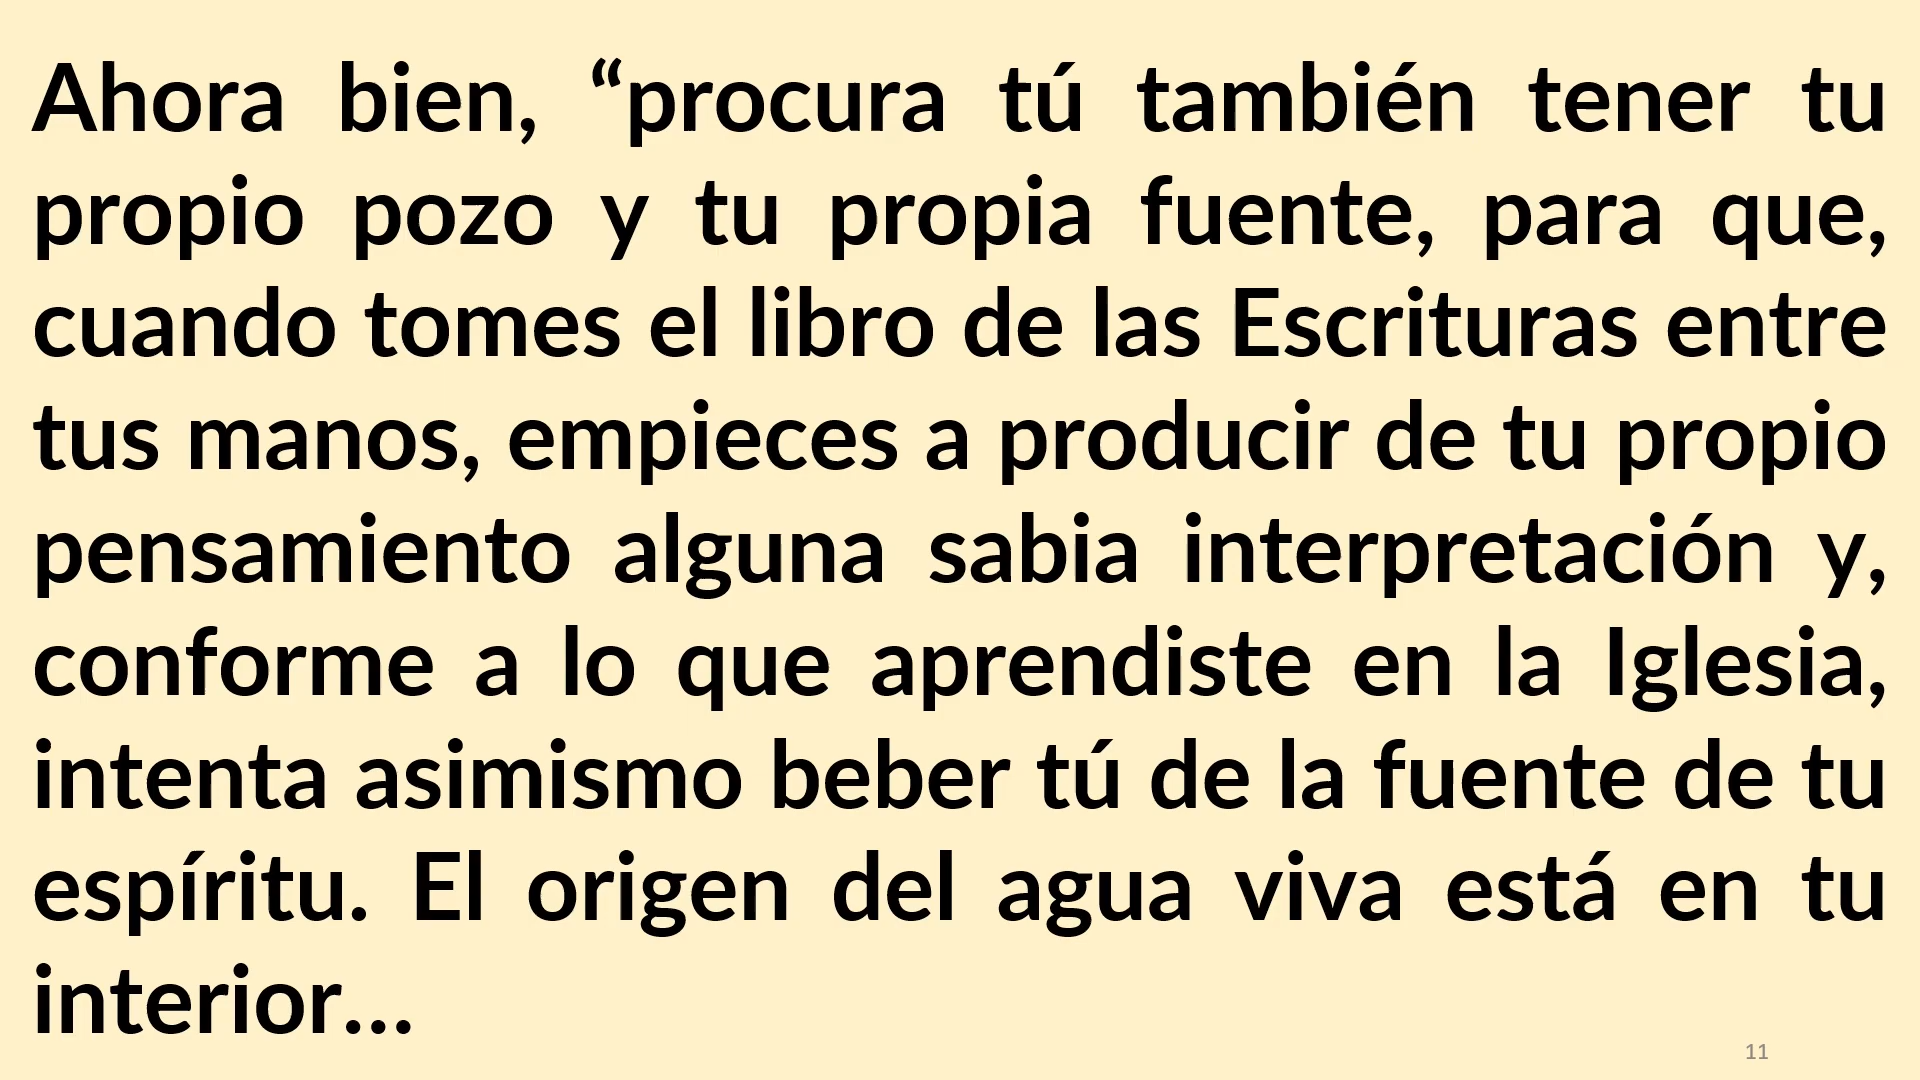 Ahora bien, “procura tú también tener tu
propio pozo y tu propia fuente, para que,
cuando tomes el libro de las Escrituras entre
tus manos, empieces a producir de tu propio
pensamiento alguna sabia interpretación y,
conforme a lo que aprendiste en la Iglesia,
intenta asimismo beber tú de la fuente de tu
espíritu. El origen del agua viva está en tu
interior…
11